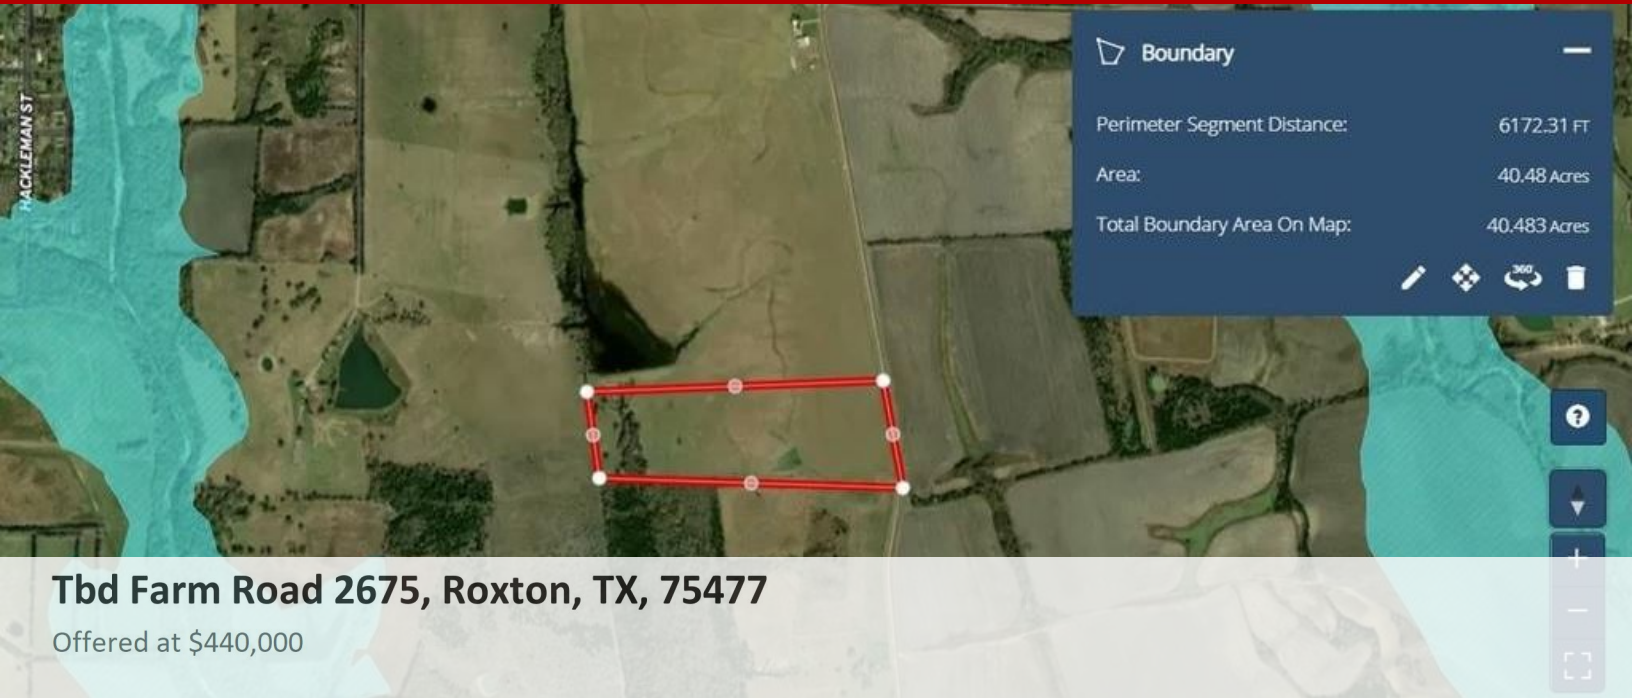 HACKLEMAN ST
Boundary
Perimeter Segment Distance: 6172.31 FT
Area: 40.48 Acres
Total Boundary Area On Map: 40.483 Acres
360°
?
Tbd Farm Road 2675, Roxton, TX, 75477
Offered at $440,000